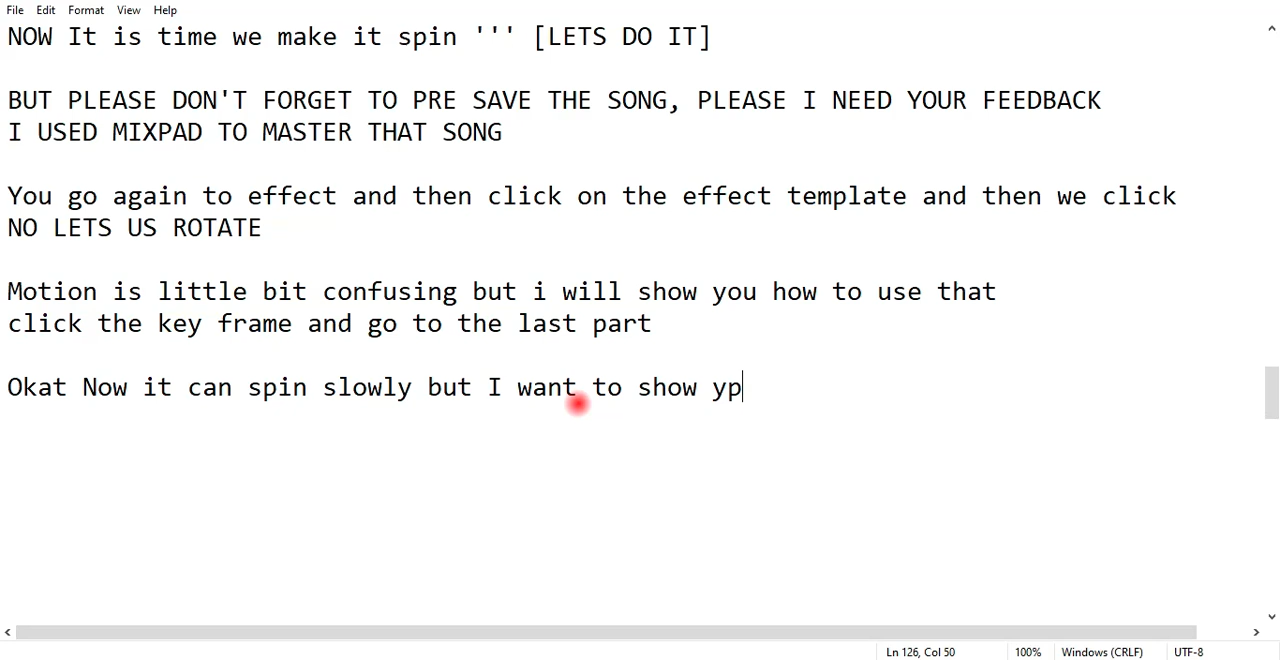 File Edit Format View Help
NOW It is time we make it spin ''' [LETS DO IT]
BUT PLEASE DON'T FORGET TO PRE SAVE THE SONG, PLEASE I NEED YOUR FEEDBACK
I USED MIXPAD TO MASTER THAT SONG
You go again to effect and then click on the effect template and then we click
NO LETS US ROTATE
Motion is little bit confusing but i will show you how to use that
click the key frame and go to the last part
Okat Now it can spin slowly but I want to show yp
Ln 126, Col 50 100% Windows (CRLF) UTF-8